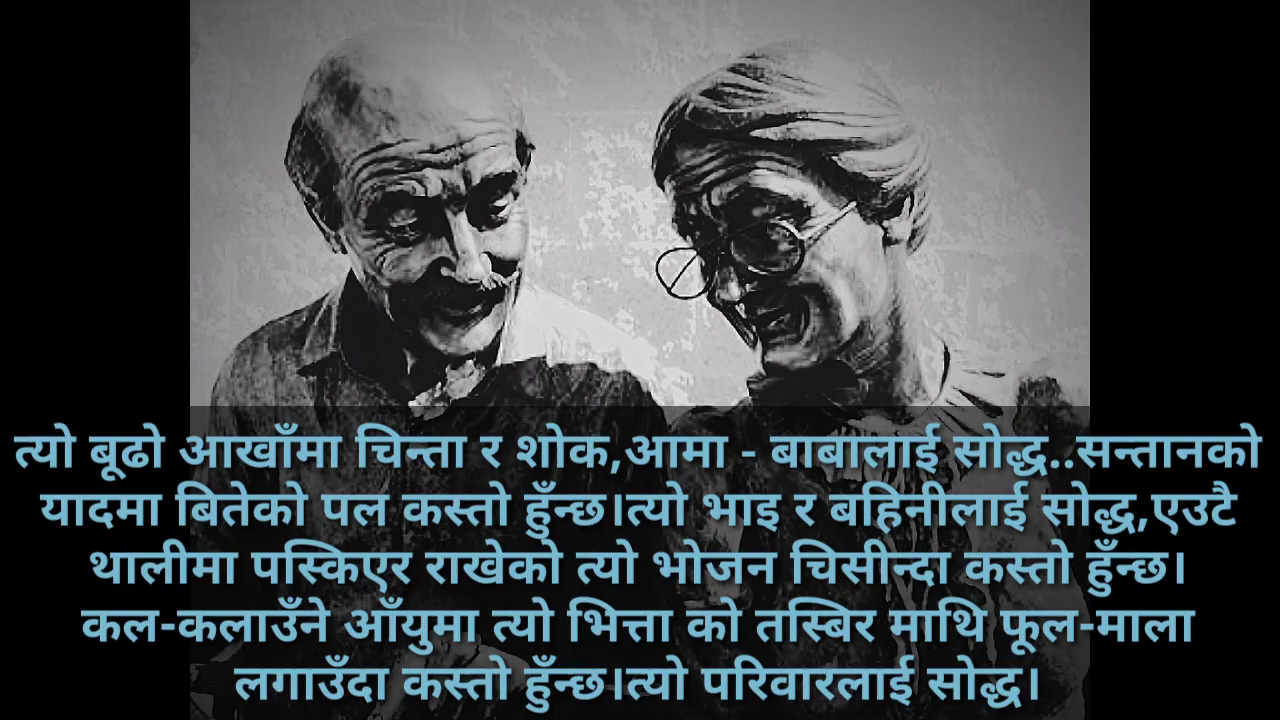 त्यो बूढो आखाँमा चिन्ता र शोक,आमा - बाबालाई सोद्ध..सन्तानको
यादमा बितेको पल कस्तो हुँन्छ।त्यो भाइ र बहिनीलाई सोद्ध,एउटै
थालीमा पस्किएर राखेको त्यो भोजन चिसीन्दा कस्तो हुँन्छ।
कल-कलाउँने आँयुमा त्यो भित्ता को तस्बिर माथि फूल-माला
लगाउँदा कस्तो हुँन्छ।त्यो परिवारलाई सोद्ध।